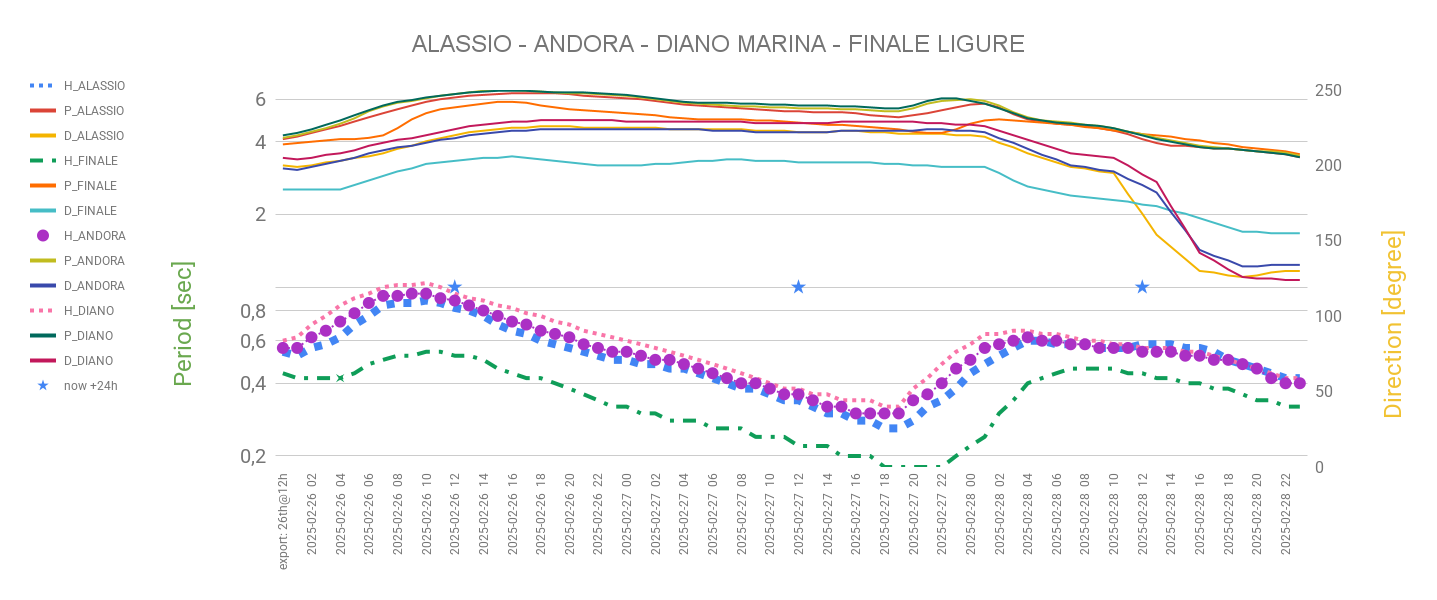 ALASSIO - ANDORA - DIANO MARINA - FINALE LIGURE
H_ALASSIO
P_ALASSIO
D_ALASSIO
H_FINALE
P_FINALE
D_FINALE
H_ANDORA
P_ANDORA
D_ANDORA
H_DIANO
P_DIANO
D_DIANO
now +24h
Period [sec]
6
4
2
0,8
0,6
0,4
0,2
250
200
150
100
50
0
Direction [degree]
export: 26th@12h
2025-02-26 02
2025-02-26 04
2025-02-26 06
2025-02-26 08
2025-02-26 10
2025-02-26 12
2025-02-26 14
2025-02-26 16
2025-02-26 18
2025-02-26 20
2025-02-26 22
2025-02-27 00
2025-02-27 02
2025-02-27 04
2025-02-27 06
2025-02-27 08
2025-02-27 10
2025-02-27 12
2025-02-27 14
2025-02-27 16
2025-02-27 18
2025-02-27 20
2025-02-27 22
2025-02-28 00
2025-02-28 02
2025-02-28 04
2025-02-28 06
2025-02-28 08
2025-02-28 10
2025-02-28 12
2025-02-28 14
2025-02-28 16
2025-02-28 18
2025-02-28 20
2025-02-28 22